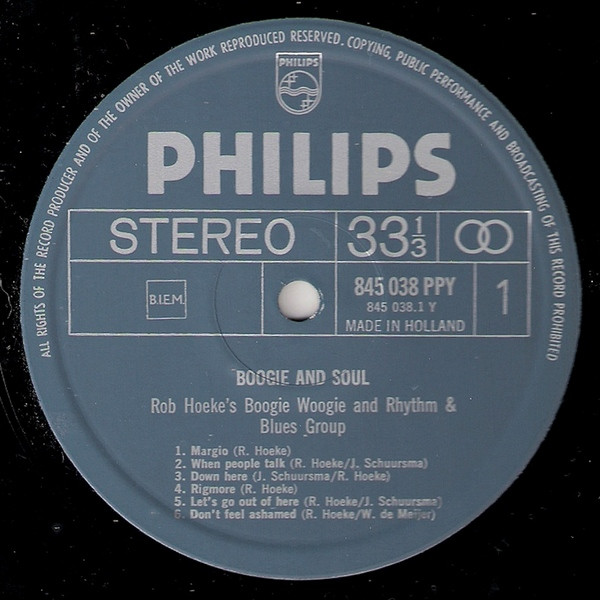 ALL RIGHTS OF THE RECORD PRODUCER AND OF THE OWNER OF THE WORK REPRODUCED RESERVED. COPYING, PUBLIC PERFORMANCE AND BROADCASTING OF THIS RECORD PROHIBITED
PHILIPS
PHILIPS
STEREO 33 1/3
B.I.E.M. 845 038 PPY 1
845 038.1 Y
MADE IN HOLLAND
BOOGIE AND SOUL
Rob Hoeke's Boogie Woogie and Rhythm &
Blues Group
1. Margio (R. Hoeke)
2. When people talk (R. Hoeke/J. Schuursma)
3. Down here (J. Schuursma/R. Hoeke)
4. Rigmore (R. Hoeke)
5. Let's go out of here (R. Hoeke/J. Schuursma)
6. Don't feel ashamed (R. Hoeke/W. de Meijer)